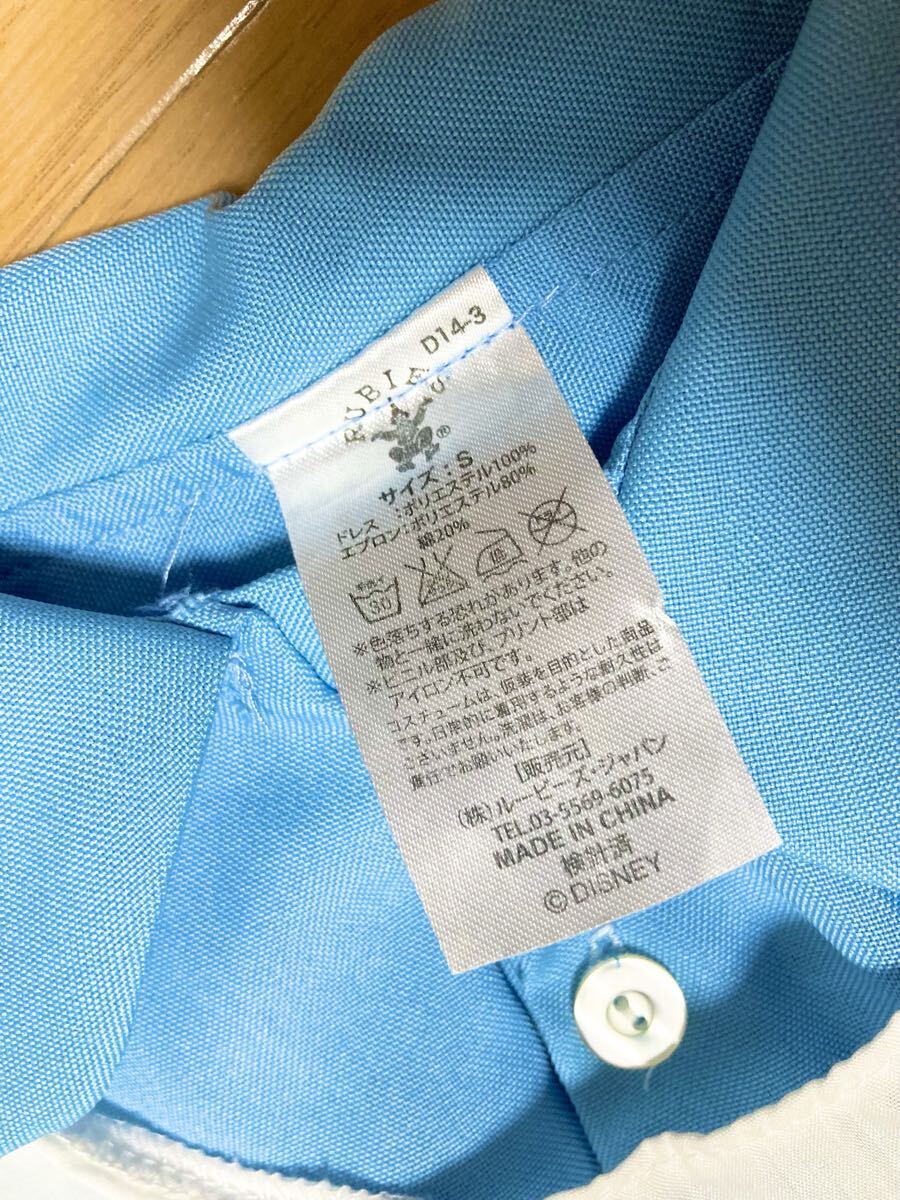 D14-3
RUBIE'S
®
サイズ:S
ドレス :ポリエステル100%
エプロン:ポリエステル80%
綿20%
30
低
※色落ちする恐れがあります。他の
物と一緒に洗わないでください。
※ビニール部及び、プリント部は
アイロン不可です。
コスチュームは、仮装を目的とした商品
です。日常的に着用するような耐久性は
ございません。洗濯は、お客様の判断、ご
責任でお願いいたします。
[販売元]
(株)ルービーズ・ジャパン
TEL.03-5569-6075
MADE IN CHINA
検針済
©DISNEY